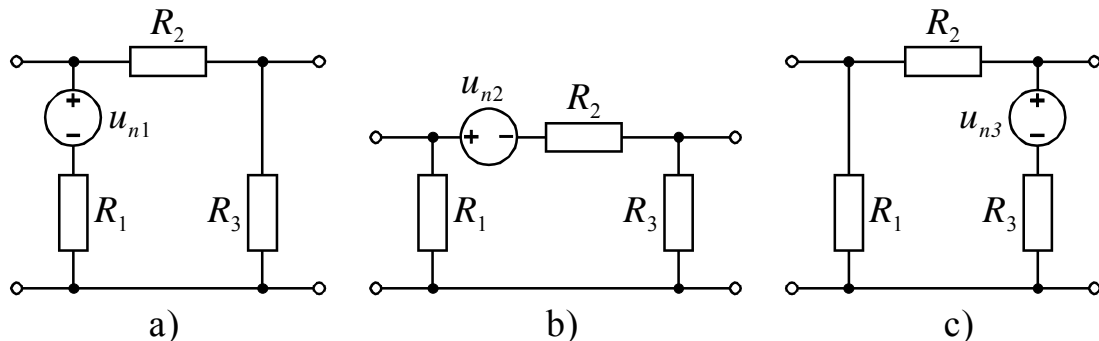 R₂
uₙ₁
R₁
R₃
a)
uₙ₂
R₂
R₁
R₃
b)
R₂
uₙ₃
R₁
R₃
c)